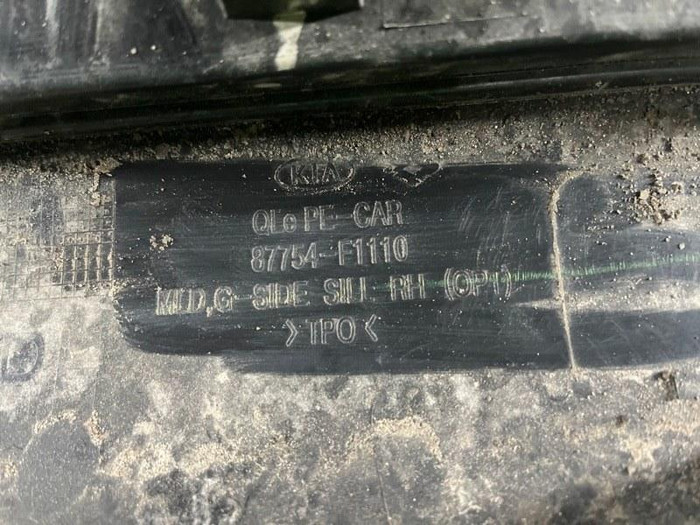 KIA
QLe PE-CAR
87754-F1110
MLD,G-SIDE SILL RH (OPT)
>TPO<